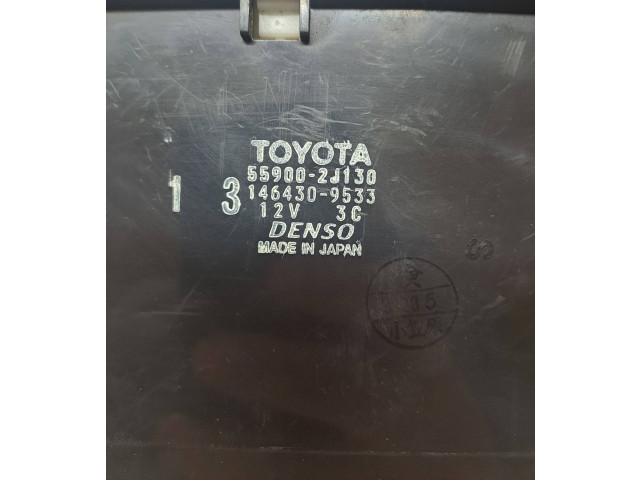 TOYOTA
55900-2J130
146430-9533
1 3
12V 3C
DENSO
MADE IN JAPAN